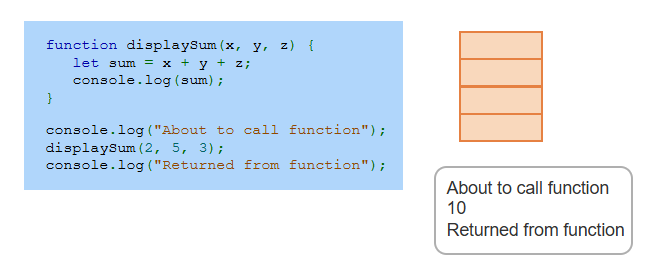 function displaySum(x, y, z) {
let sum = x + y + z;
console.log(sum);
}
console.log("About to call function");
displaySum(2, 5, 3);
console.log("Returned from function");
About to call function
10
Returned from function